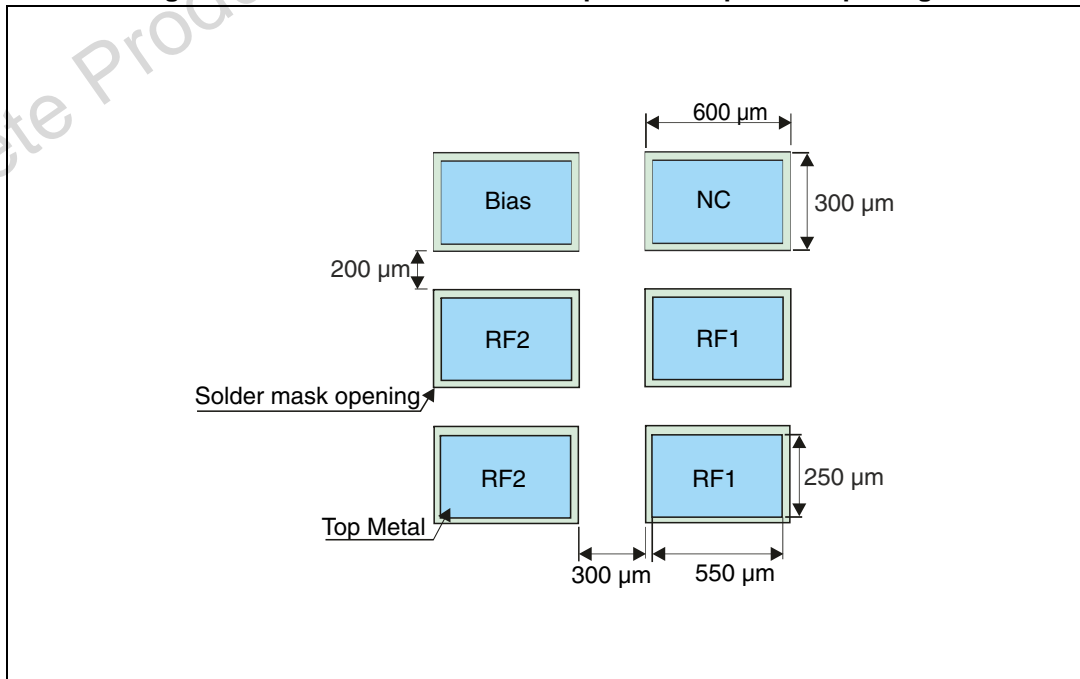 600 µm
Bias
NC
300 µm
200 µm
RF2
RF1
Solder mask opening
RF2
RF1
250 µm
Top Metal
300 µm
550 µm